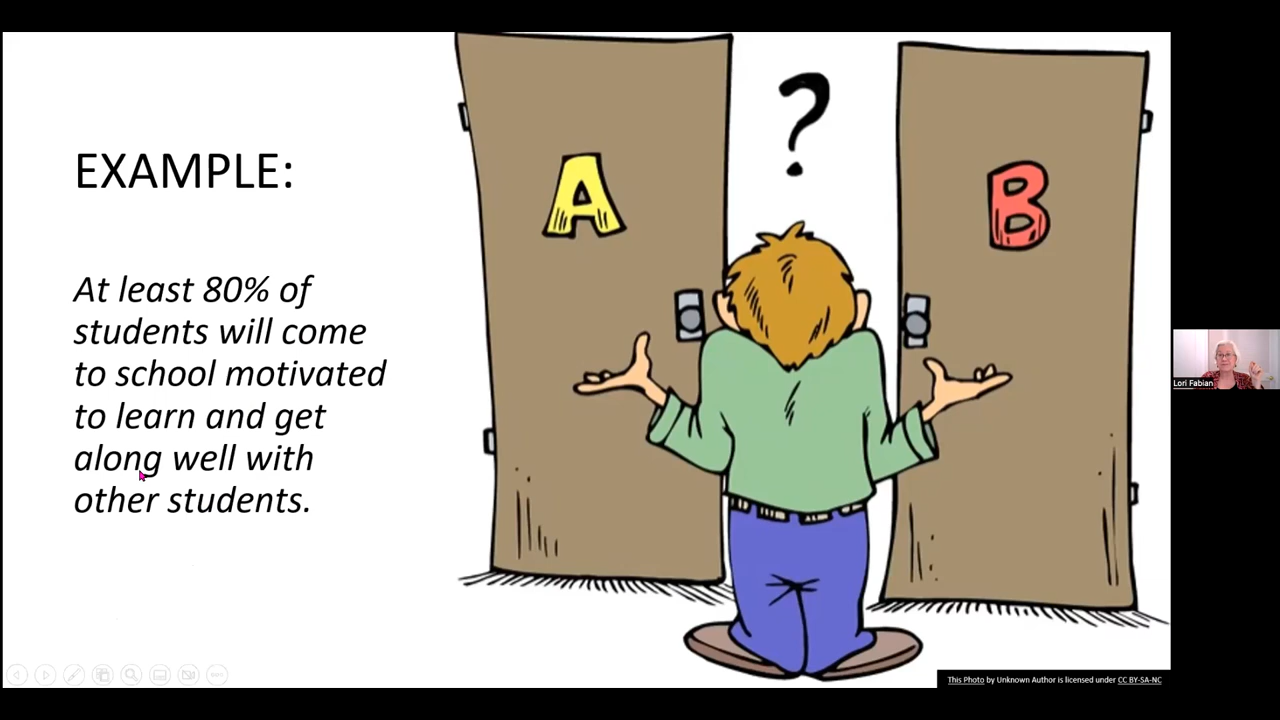 EXAMPLE:
At least 80% of
students will come
to school motivated
to learn and get
along well with
other students.
A
?
B
Lori Fabian
This Photo by Unknown Author is licensed under CC BY-SA-NC